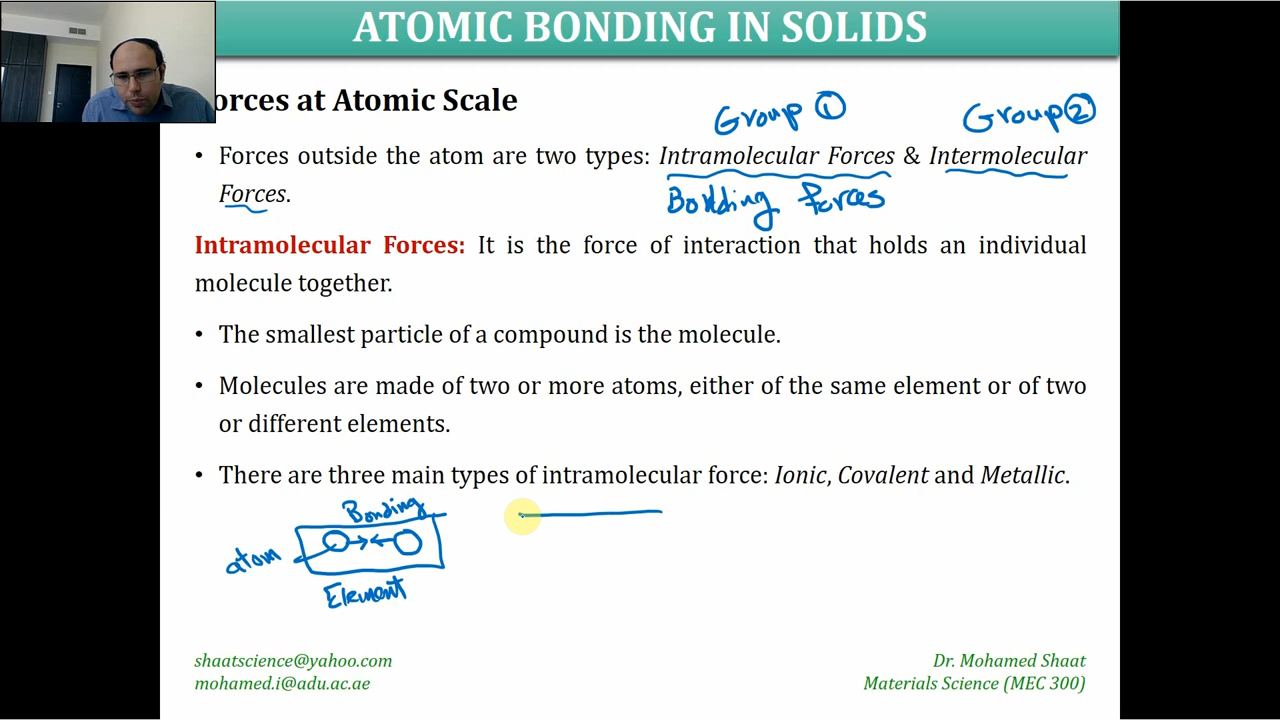 ATOMIC BONDING IN SOLIDS
orces at Atomic Scale
Group ① Group ②
• Forces outside the atom are two types: Intramolecular Forces & Intermolecular
Forces.
Bonding forces
Intramolecular Forces: It is the force of interaction that holds an individual
molecule together.
• The smallest particle of a compound is the molecule.
• Molecules are made of two or more atoms, either of the same element or of two
or different elements.
• There are three main types of intramolecular force: Ionic, Covalent and Metallic.
Bonding
atom
Element
shaatscience@yahoo.com
mohamed.i@adu.ac.ae
Dr. Mohamed Shaat
Materials Science (MEC 300)